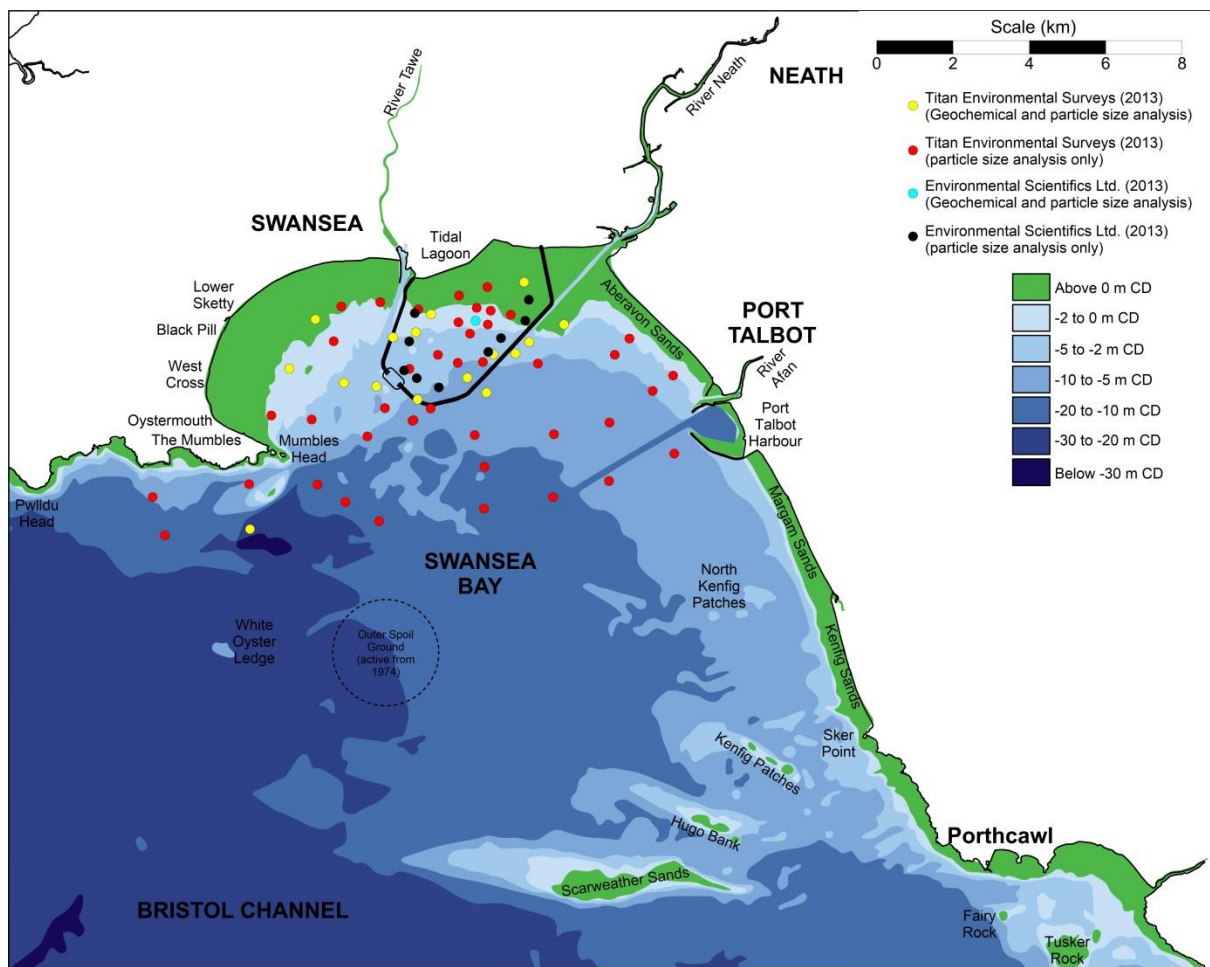 Scale (km)
0 2 4 6 8
NEATH
River Neath
River Tawe
Titan Environmental Surveys (2013)
(Geochemical and particle size analysis)
Titan Environmental Surveys (2013)
(particle size analysis only)
Environmental Scientifics Ltd. (2013)
(Geochemical and particle size analysis)
Environmental Scientifics Ltd. (2013)
(particle size analysis only)
Above 0 m CD
-2 to 0 m CD
-5 to -2 m CD
-10 to -5 m CD
-20 to -10 m CD
-30 to -20 m CD
Below -30 m CD
SWANSEA
Tidal
Lagoon
Lower
Sketty
Black Pill
West
Cross
Oystermouth
The Mumbles
Mumbles
Head
Pwlldu
Head
Aberavon Sands
PORT
TALBOT
River
Afan
Port
Talbot
Harbour
Margam Sands
SWANSEA
BAY
North
Kenfig
Patches
Kenfig Sands
White
Oyster
Ledge
Outer Spoil
Ground
(active from
1974)
Sker
Point
Kenfig Patches
Hugo Bank
Scarweather Sands
Porthcawl
BRISTOL CHANNEL
Fairy
Rock
Tusker
Rock